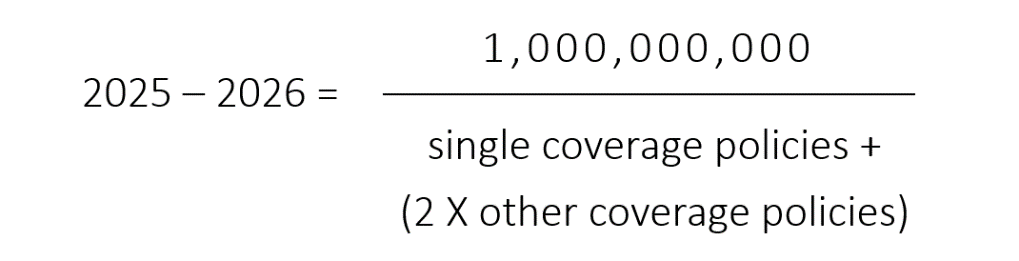 1,000,000,000
2025 – 2026 =
single coverage policies +
(2 X other coverage policies)